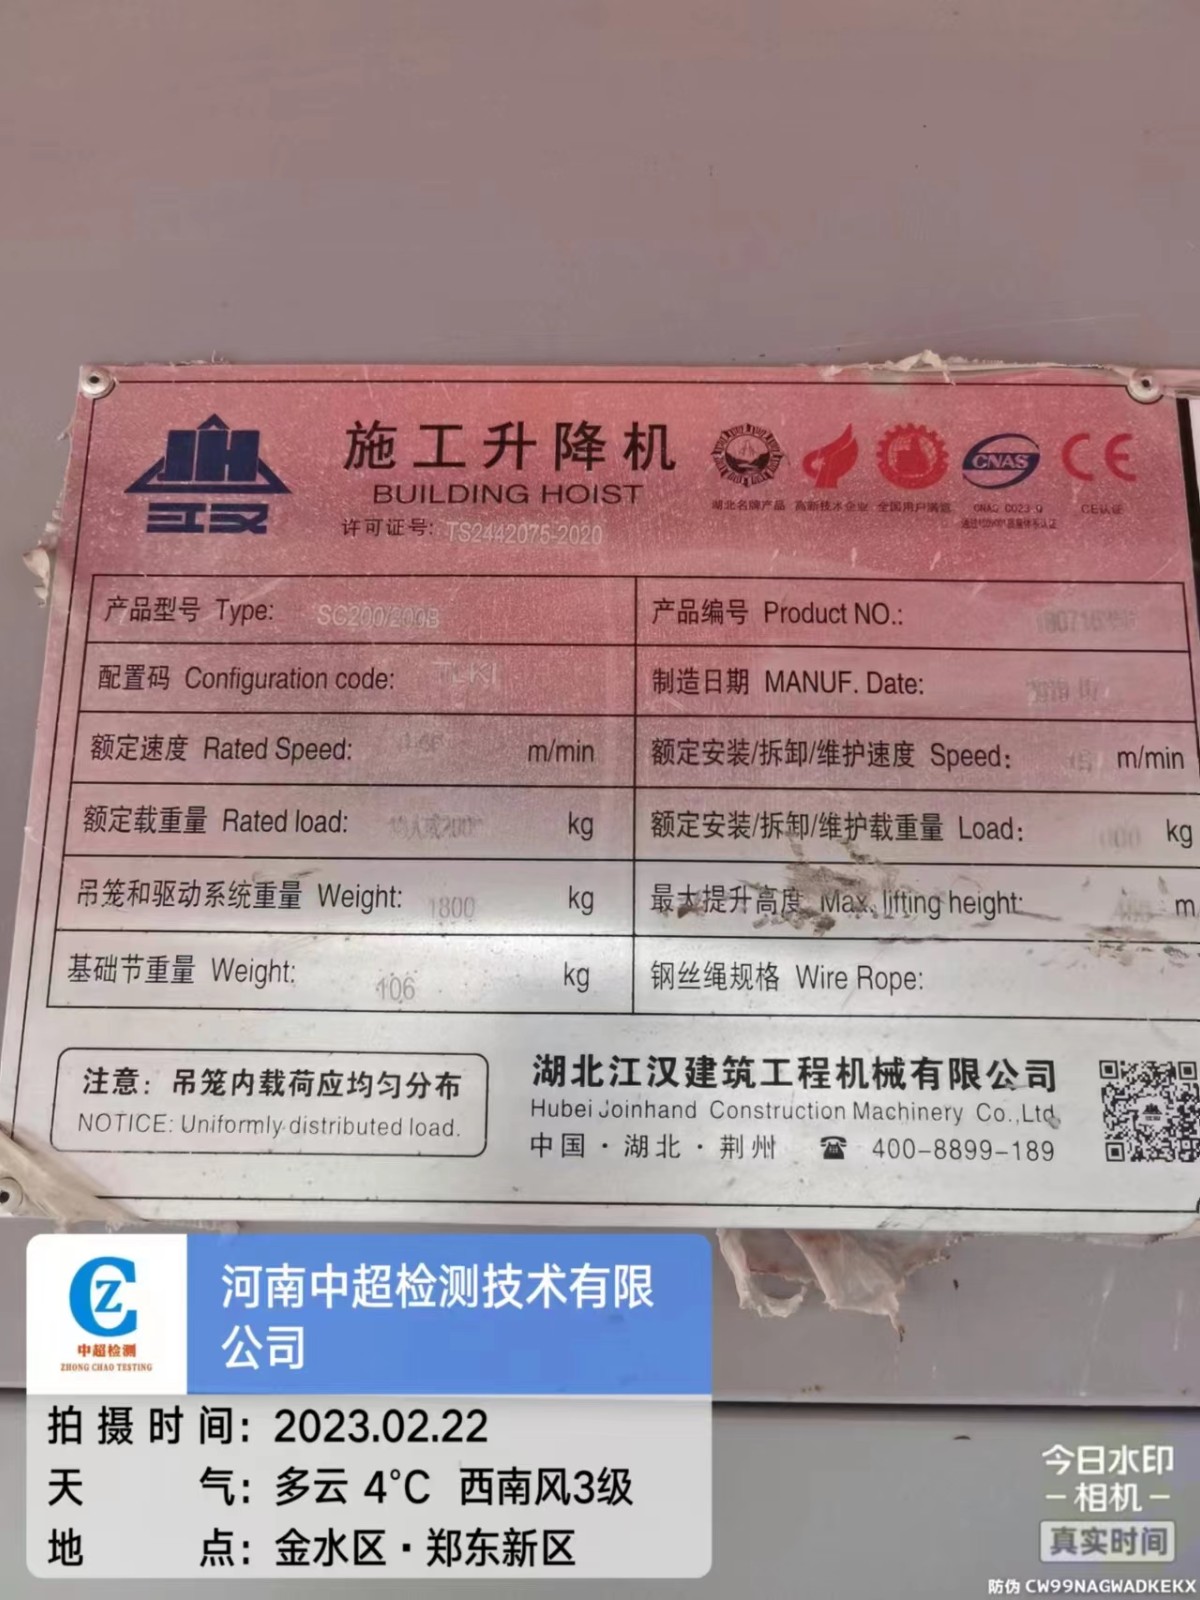 江汉
施工升降机
BUILDING HOIST
许可证号: TS2442075-2020
湖北名牌产品 高新技术企业 全国用户满意 CNAS C023-Q CE认证
CNAS
CE
产品型号 Type: SC200/200B
产品编号 Product NO.:
配置码 Configuration code:
制造日期 MANUF. Date:
额定速度 Rated Speed: m/min
额定安装/拆卸/维护速度 Speed: m/min
额定载重量 Rated load: kg
额定安装/拆卸/维护载重量 Load: kg
吊笼和驱动系统重量 Weight: 1800 kg
最大提升高度 Max. lifting height: m
基础节重量 Weight: 106 kg
钢丝绳规格 Wire Rope:
注意: 吊笼内载荷应均匀分布
NOTICE: Uniformly distributed load.
湖北江汉建筑工程机械有限公司
Hubei Joinhand Construction Machinery Co.,Ltd
中国·湖北·荆州 ☎ 400-8899-189
中超检测
ZHONG CHAO TESTING
河南中超检测技术有限
公司
拍摄时间: 2023.02.22
天气: 多云 4°C 西南风3级
地点: 金水区·郑东新区
今日水印
-相机-
真实时间
防伪 CW99NAGWADKEKX